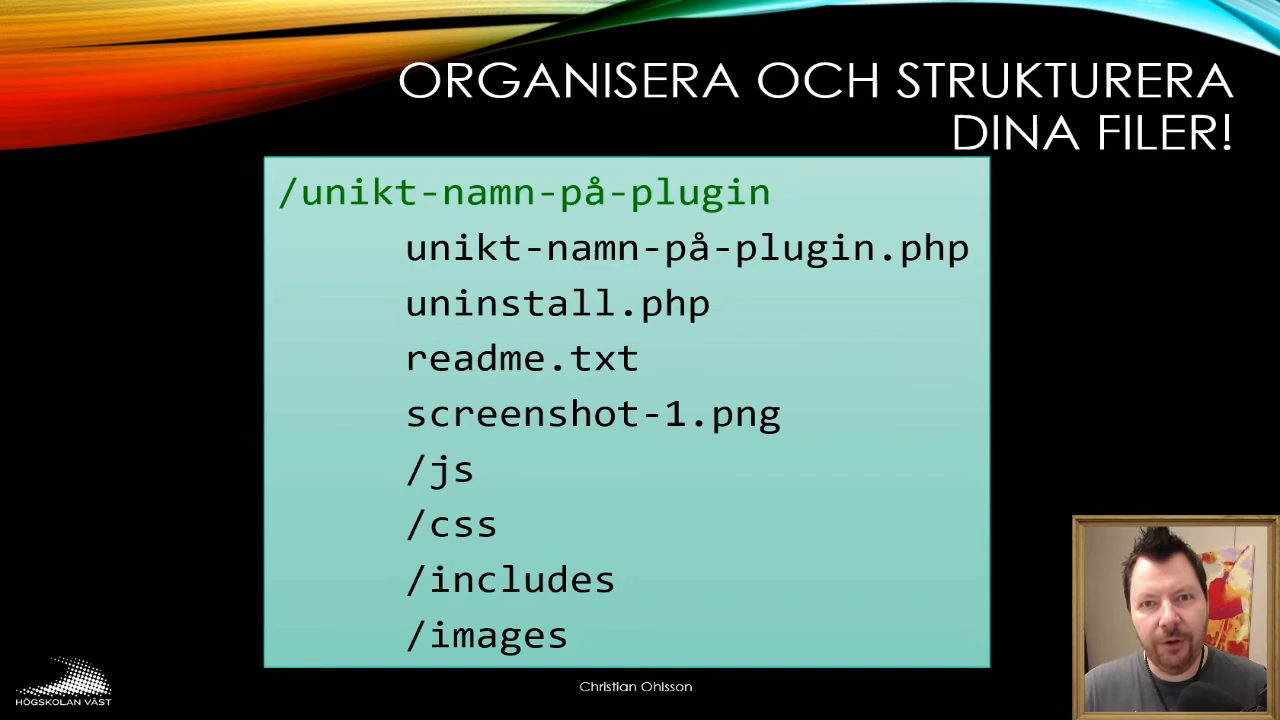 ORGANISERA OCH STRUKTURERA
DINA FILER!
/unikt-namn-på-plugin
unikt-namn-på-plugin.php
uninstall.php
readme.txt
screenshot-1.png
/js
/css
/includes
/images
HÖGSKOLAN VÄST
Christian Ohlsson